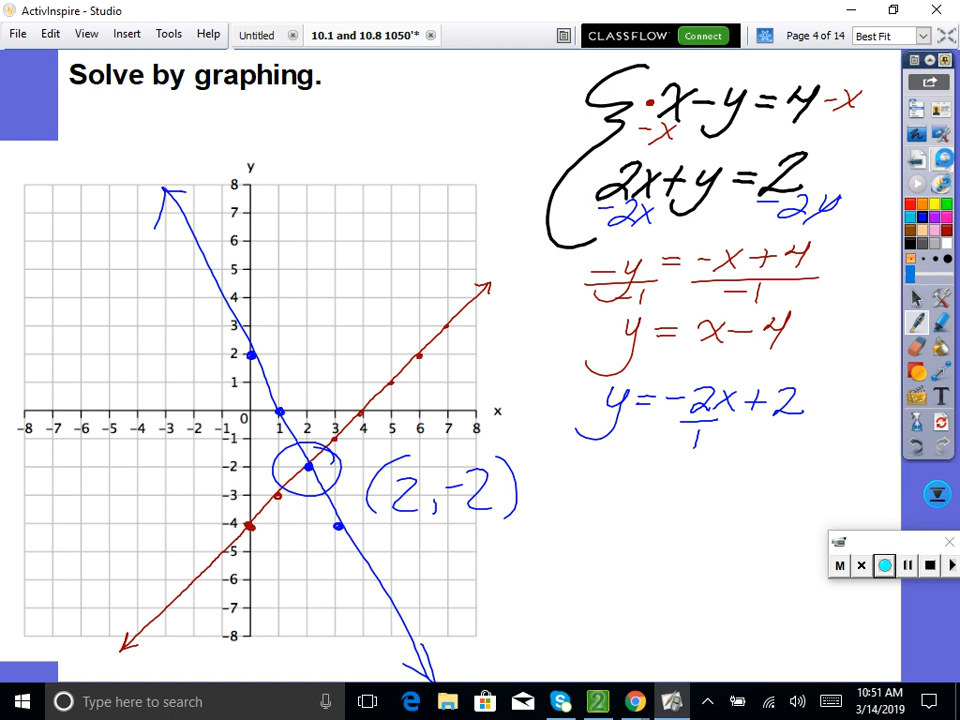 ActivInspire - Studio
File Edit View Insert Tools Help Untitled 10.1 and 10.8 1050'* CLASSFLOW Connect Page 4 of 14 Best Fit
Solve by graphing.
x-y=4-x
-x
2x+y=2
-2x -2x
-y = -x+4
-1 -1
y = x-4
y=-2x+2
1
(2,-2)
y
8
7
6
5
4
3
2
1
0
-8 -7 -6 -5 -4 -3 -2 -1 1 2 3 4 5 6 7 8 x
-1
-2
-3
-4
-5
-6
-7
-8
M
Type here to search
10:51 AM
3/14/2019